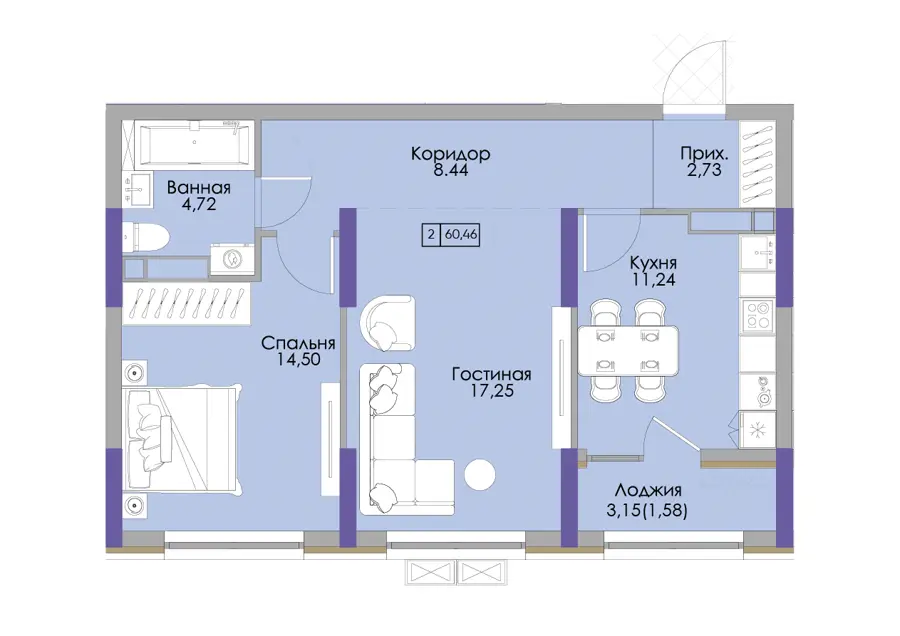 Коридор
8.44
Прих.
2,73
Ванная
4,72
2 60,46
Кухня
11,24
Спальня
14,50
Гостиная
17,25
Лоджия
3,15(1,58)